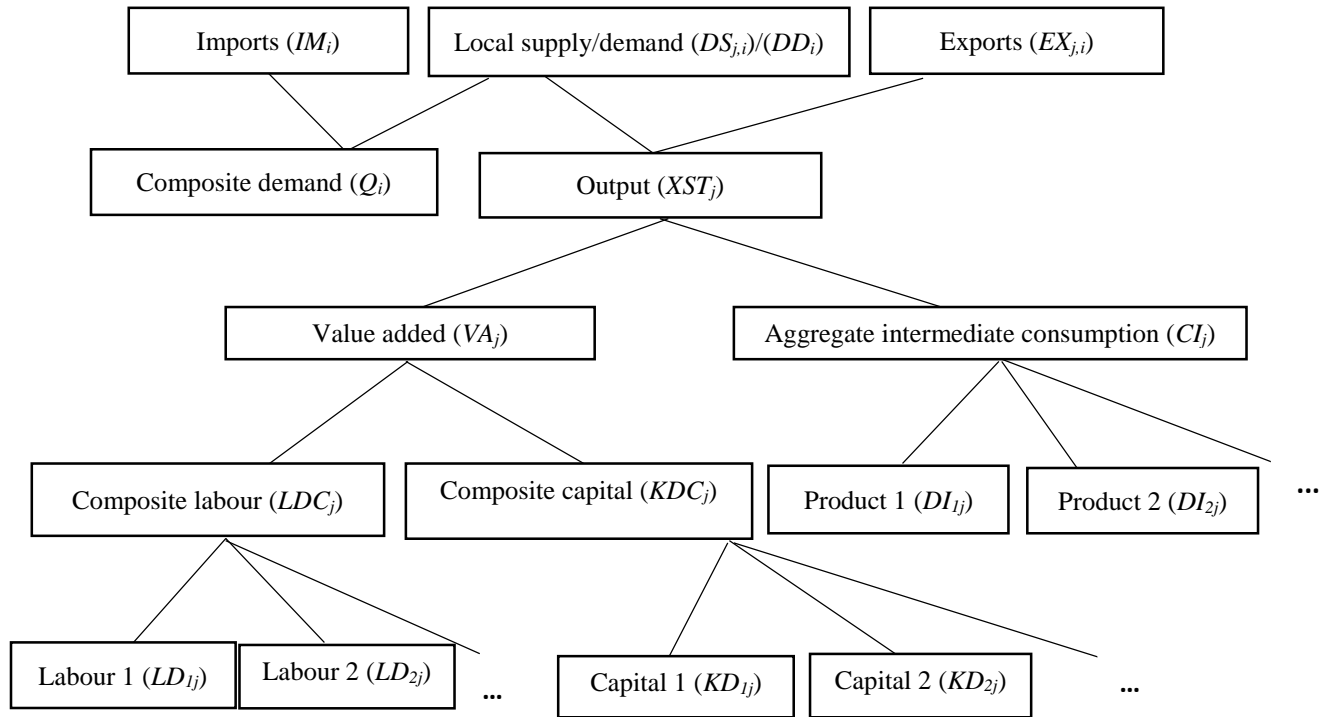 Imports (IMi)
Local supply/demand (DSj,i)/(DDi)
Exports (EXj,i)
Composite demand (Qi)
Output (XSTj)
Value added (VAj)
Aggregate intermediate consumption (CIj)
Composite labour (LDCj)
Composite capital (KDCj)
Product 1 (DI1j)
Product 2 (DI2j)
...
Labour 1 (LD1j)
Labour 2 (LD2j)
...
Capital 1 (KD1j)
Capital 2 (KD2j)
...